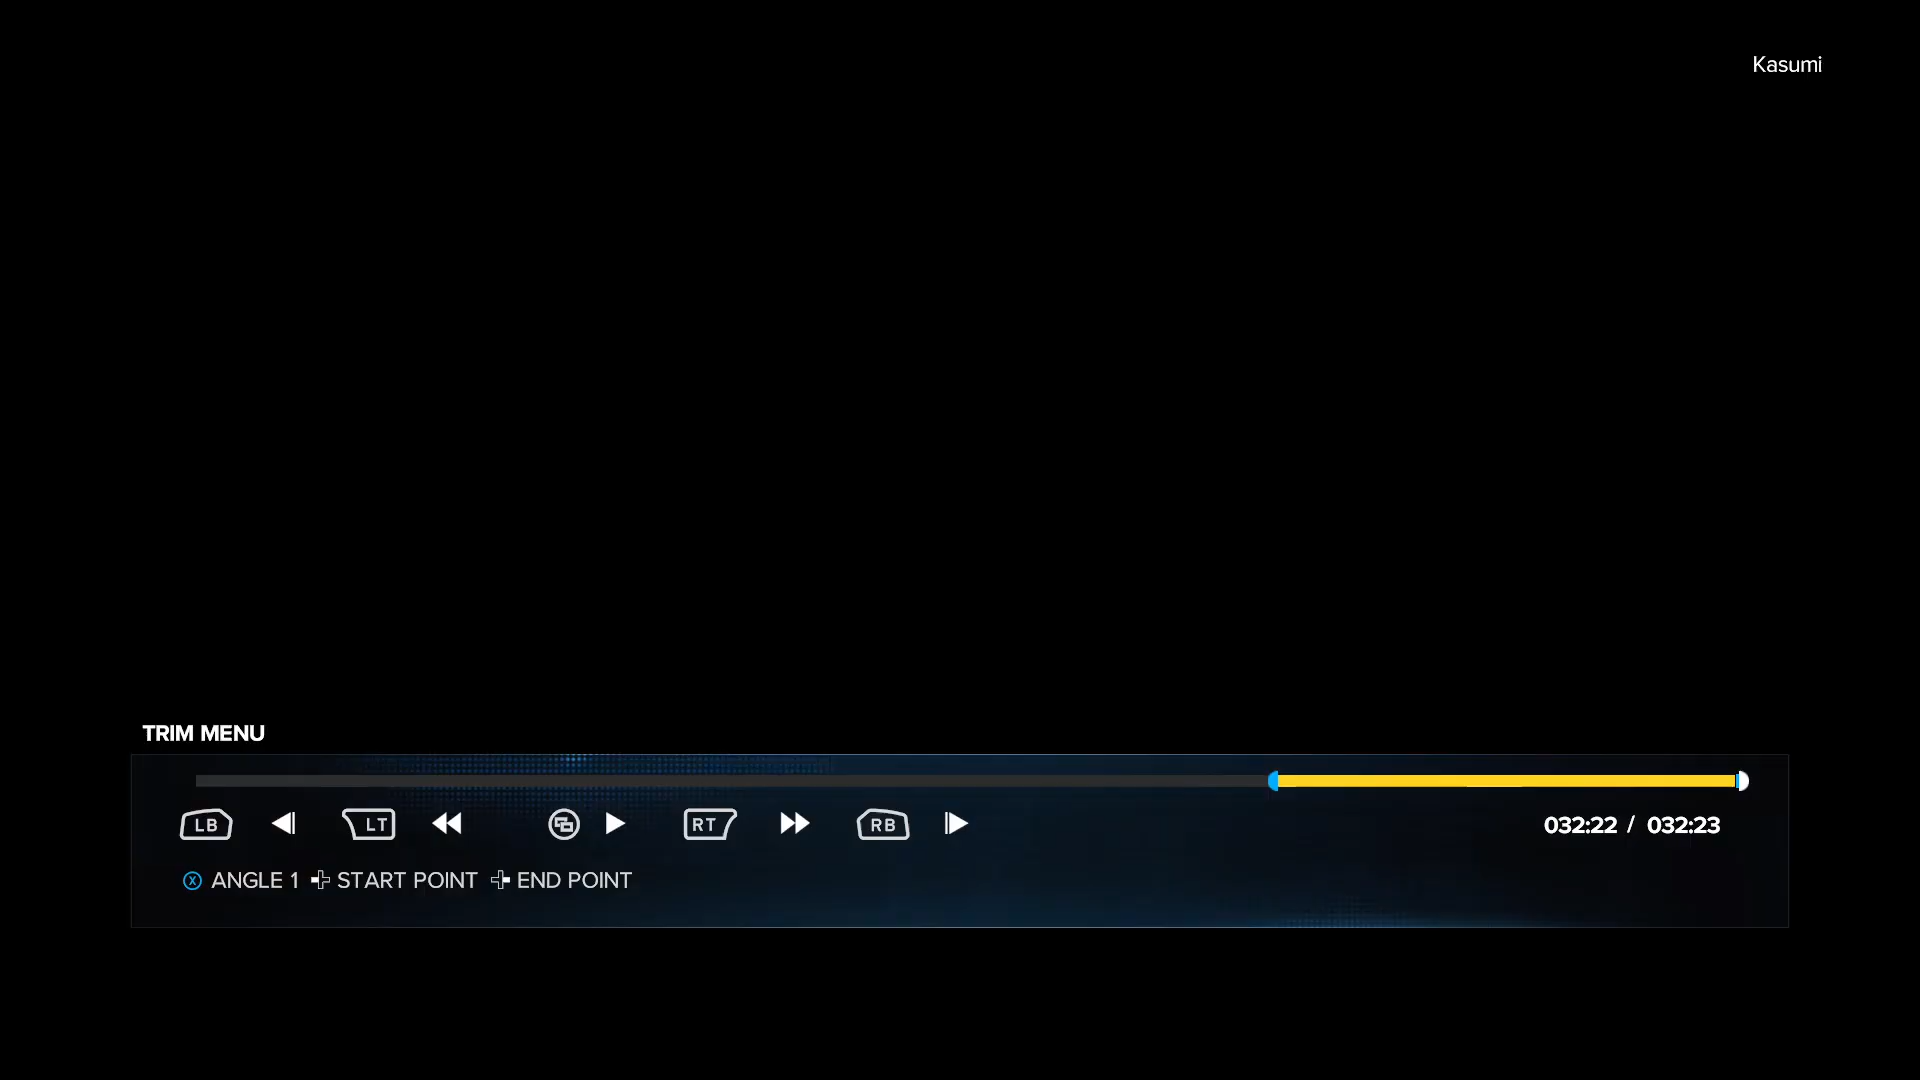 Kasumi
TRIM MENU
LB LT RT RB 032:22 / 032:23
X ANGLE 1 START POINT END POINT